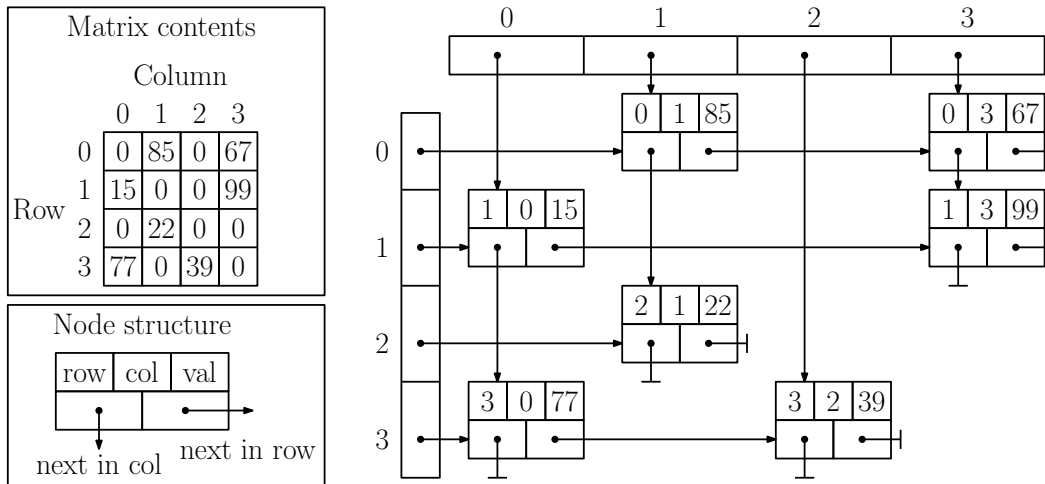 Matrix contents
Column
0 1 2 3
0 0 85 0 67
1 15 0 0 99
Row
2 0 22 0 0
3 77 0 39 0
Node structure
row col val
next in col
next in row
0 1 2 3
0 1 85
0 3 67
0
1 0 15
1 3 99
1
2 1 22
2
3 0 77
3 2 39
3